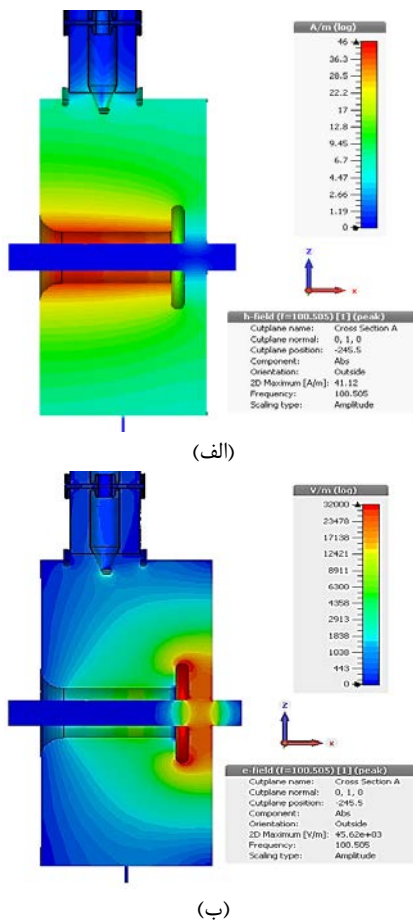 A/m (log)
46
36.3
28.5
22.2
17
12.8
9.45
6.7
4.47
2.66
1.19
0
z
x
h-field (f=100.505) [1] (peak)
Cutplane name: Cross Section A
Cutplane normal: 0, 1, 0
Cutplane position: -245.5
Component: Abs
Orientation: Outside
2D Maximum [A/m]: 41.12
Frequency: 100.505
Scaling type: Amplitude
(الف)
V/m (log)
32000
23470
17138
12421
8911
6300
4358
2913
1838
1038
443
0
z
x
e-field (f=100.505) [1] (peak)
Cutplane name: Cross Section A
Cutplane normal: 0, 1, 0
Cutplane position: -245.5
Component: Abs
Orientation: Outside
2D Maximum [V/m]: 45.62e+03
Frequency: 100.505
Scaling type: Amplitude
(ب)